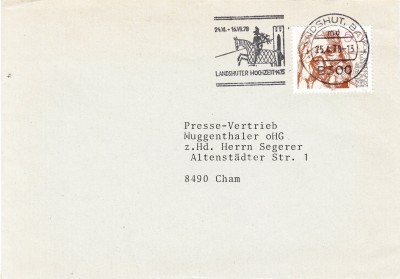 24.VI.-16.VII.78
LANDSHUTER HOCHZEIT 1475
LANDSHUT, BAY
md
25.4.78-13
8300
Presse-Vertrieb
Muggenthaler oHG
z.Hd. Herrn Segerer
Altenstädter Str. 1
8490 Cham